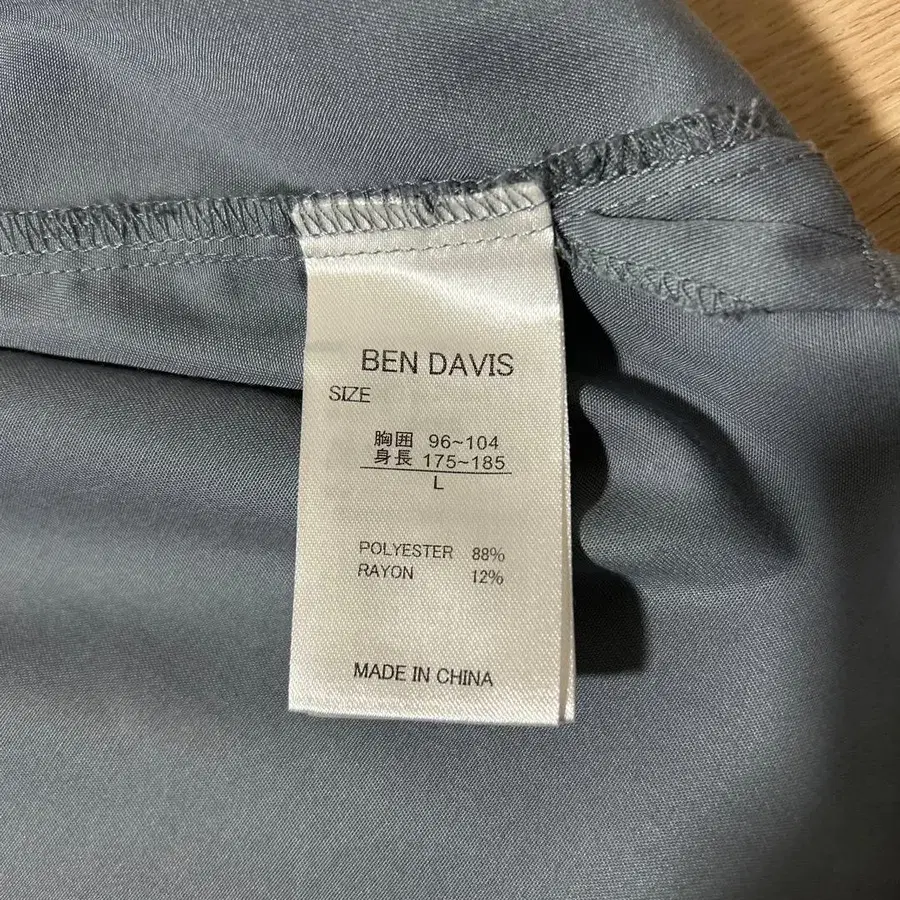 BEN DAVIS
SIZE
胸囲 96~104
身長 175~185
L
POLYESTER 88%
RAYON 12%
MADE IN CHINA